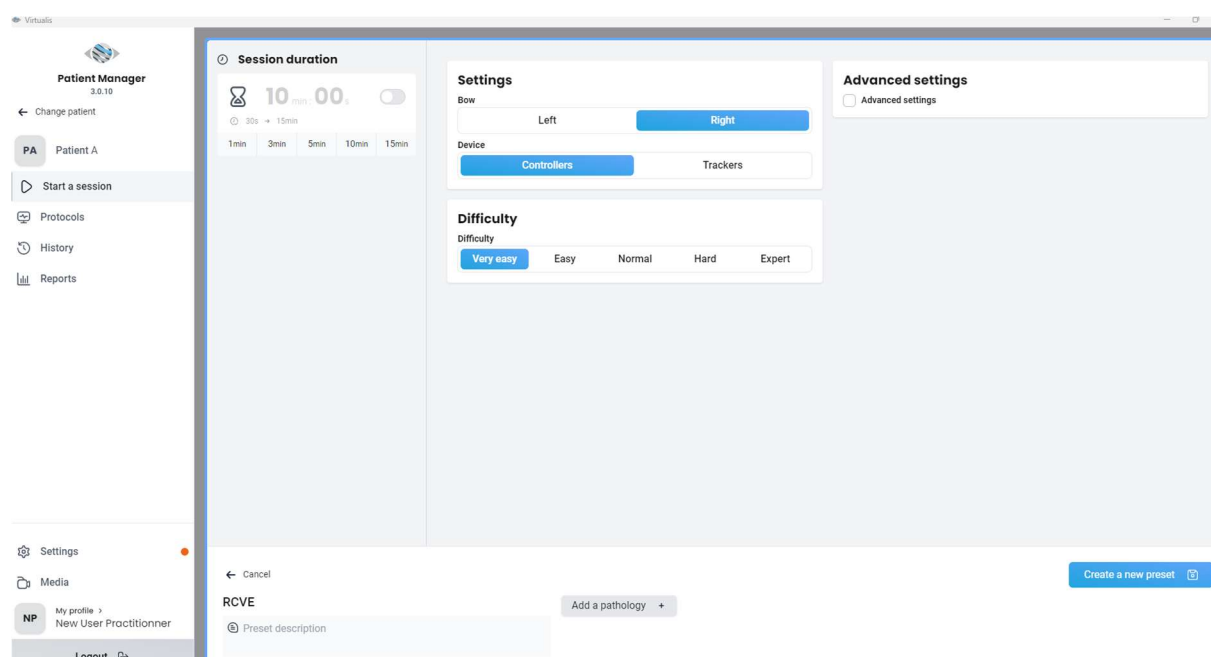 Virtualis
Patient Manager
3.0.10
Change patient
PA Patient A
Start a session
Protocols
History
Reports
Settings
Media
NP My profile >
New User Practitionner
Logout
Session duration
10 min : 00 s
30s → 15min
1min 3min 5min 10min 15min
Settings
Bow
Left Right
Device
Controllers Trackers
Difficulty
Difficulty
Very easy Easy Normal Hard Expert
Advanced settings
Advanced settings
Cancel
Create a new preset
RCVE
Add a pathology +
Preset description